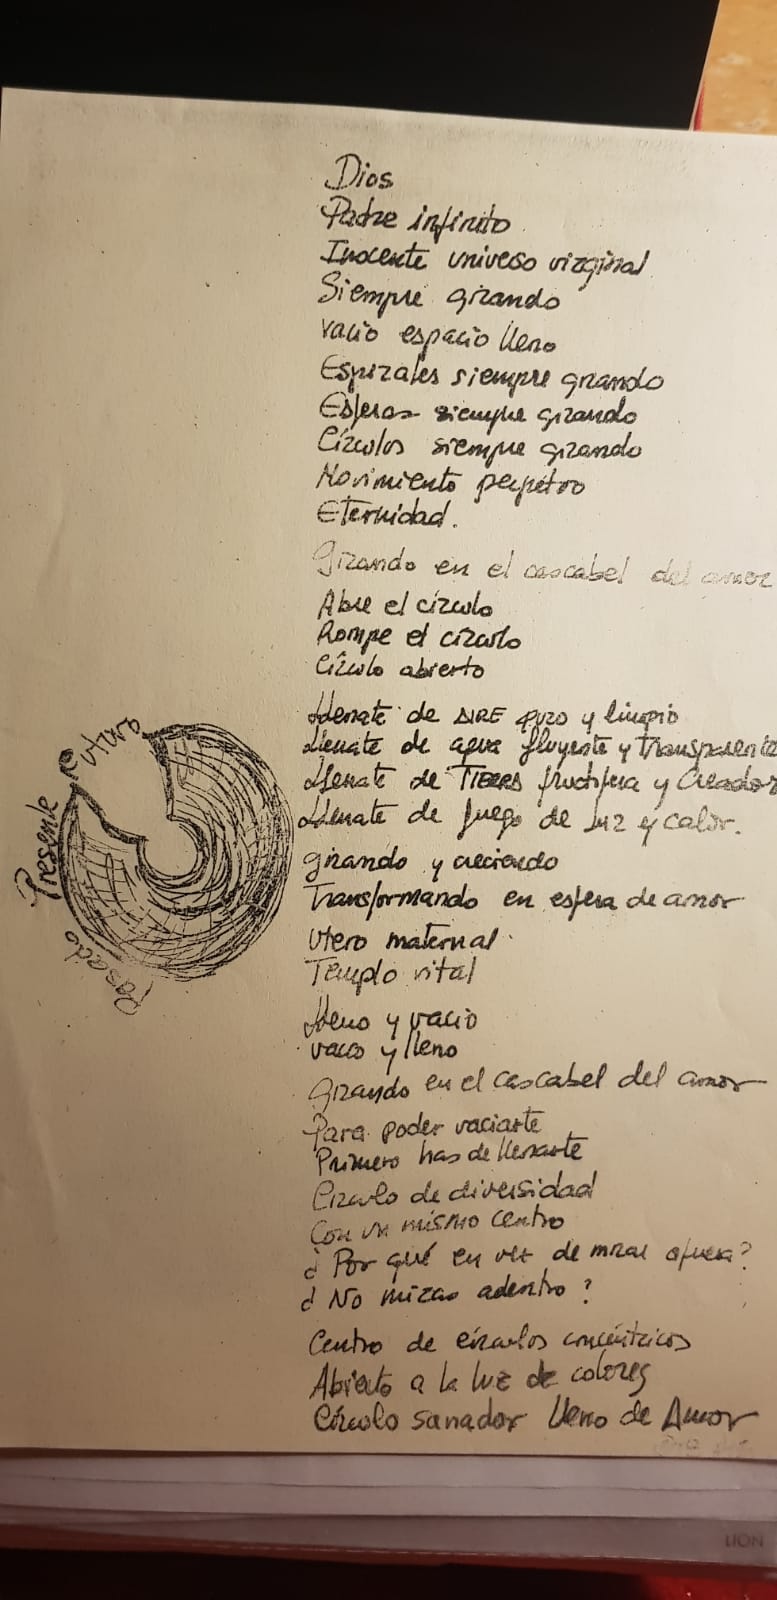 Dios
Padre infinito
Inocente universo virginal
Siempre girando
vacio espacio lleno
Espirales siempre girando
Esferas siempre girando
Círculos siempre girando
Movimiento perpétuo
Eternidad.
Girando en el cascabel del amor
Abre el círculo
Rompe el círculo
Círculo abierto
Llenate de AIRE puro y limpio
Llenate de agua fluyente y transparente
Llenate de TIERRA fructifera y Creadora
Llenate de fuego de luz y calor.
girando y creciendo
Transformando en esfera de amor
Utero maternal
Templo vital
Lleno y vacio
vacio y lleno
Girando en el cascabel del amor
Para poder vaciarte
Primero has de llenarte
Circulo de diversidad
Con un mismo centro
¿ Por qué en vez de mirar afuera?
¿ No miras adentro?
Centro de círculos concéntricos
Abierto a la luz de colores
Círculo sanador lleno de Amor
Futuro
Presente
Pasado
LION